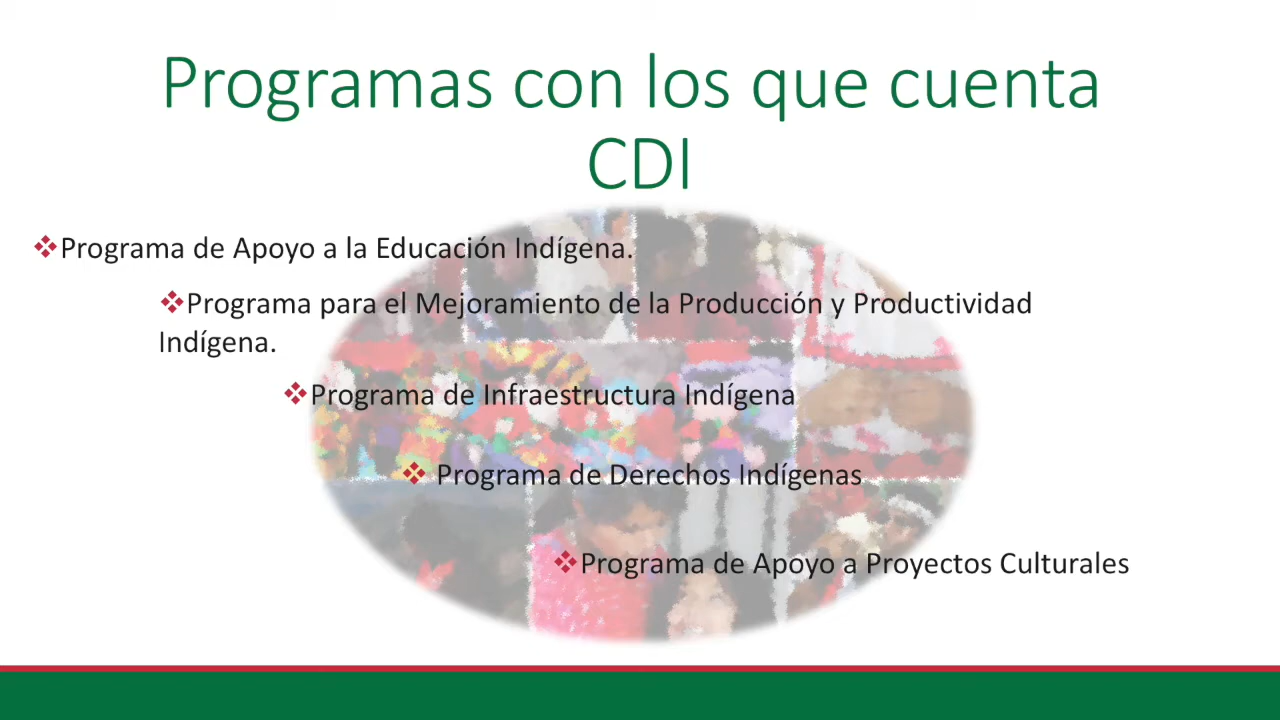 Programas con los que cuenta
CDI
❖Programa de Apoyo a la Educación Indígena.
❖Programa para el Mejoramiento de la Producción y Productividad
Indígena.
❖Programa de Infraestructura Indígena
❖ Programa de Derechos Indígenas
❖Programa de Apoyo a Proyectos Culturales